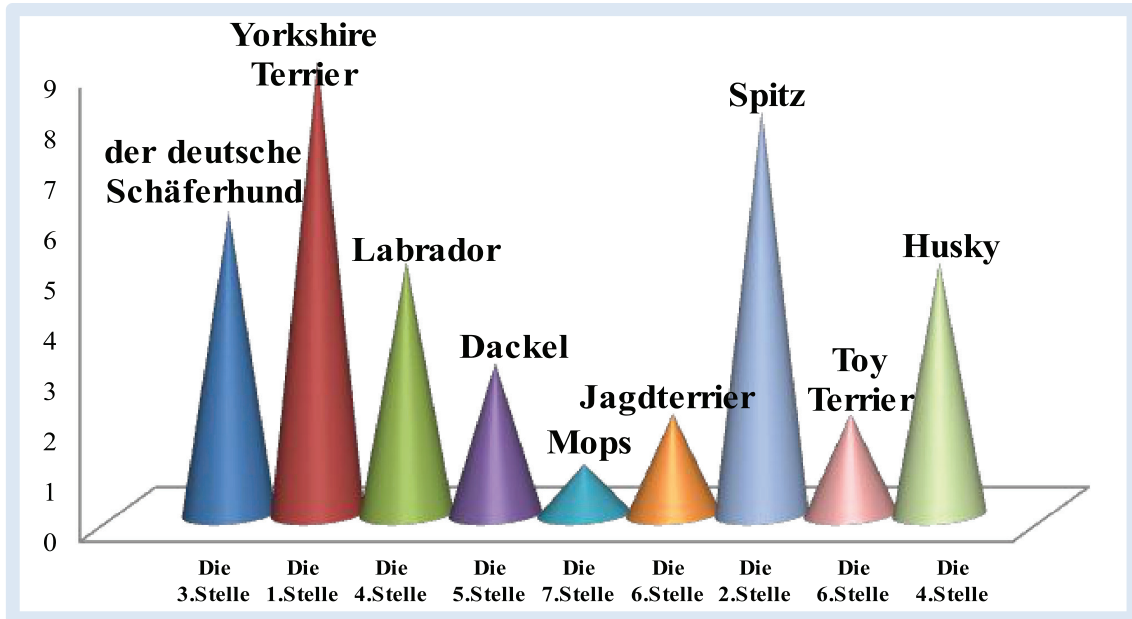 Yorkshire
Terrier
der deutsche
Schäferhund
Labrador
Dackel
Mops
Jagdterrier
Spitz
Toy
Terrier
Husky
9
8
7
6
5
4
3
2
1
0
Die
3.Stelle
Die
1.Stelle
Die
4.Stelle
Die
5.Stelle
Die
7.Stelle
Die
6.Stelle
Die
2.Stelle
Die
6.Stelle
Die
4.Stelle